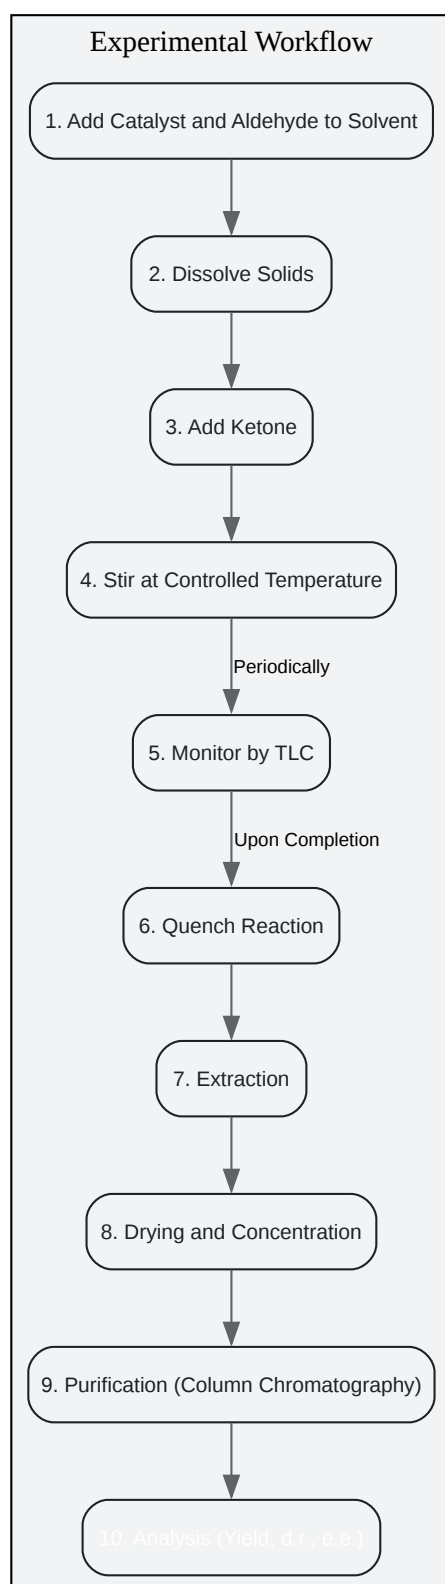 Experimental Workflow
1. Add Catalyst and Aldehyde to Solvent
2. Dissolve Solids
3. Add Ketone
4. Stir at Controlled Temperature
Periodically
5. Monitor by TLC
Upon Completion
6. Quench Reaction
7. Extraction
8. Drying and Concentration
9. Purification (Column Chromatography)
10. Analysis (Yield, d.r., e.e.)